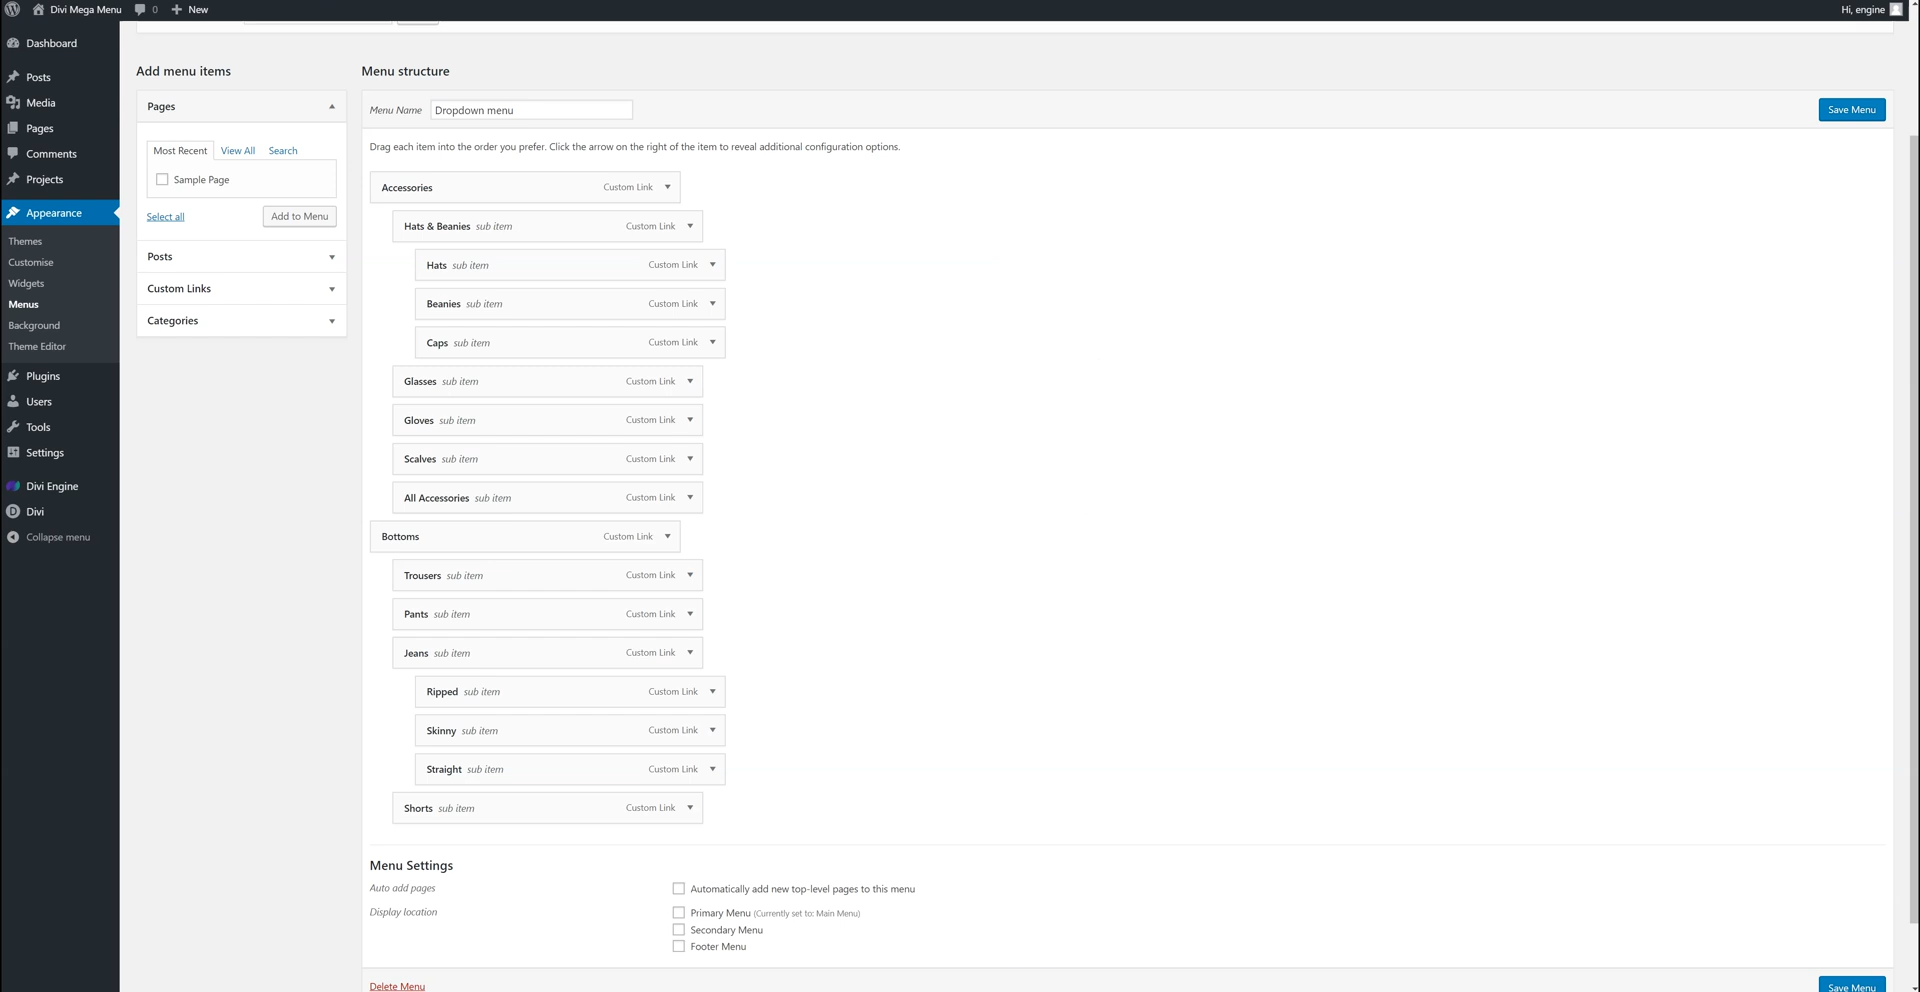 Divi Mega Menu 0 New Hi, engine
Dashboard
Posts
Media
Pages
Comments
Projects
Appearance
Themes
Customise
Widgets
Menus
Background
Theme Editor
Plugins
Users
Tools
Settings
Divi Engine
D Divi
Collapse menu
Add menu items
Pages
Most Recent View All Search
Sample Page
Select all Add to Menu
Posts
Custom Links
Categories
Menu structure
Menu Name Dropdown menu Save Menu
Drag each item into the order you prefer. Click the arrow on the right of the item to reveal additional configuration options.
Accessories Custom Link
Hats & Beanies sub item Custom Link
Hats sub item Custom Link
Beanies sub item Custom Link
Caps sub item Custom Link
Glasses sub item Custom Link
Gloves sub item Custom Link
Scalves sub item Custom Link
All Accessories sub item Custom Link
Bottoms Custom Link
Trousers sub item Custom Link
Pants sub item Custom Link
Jeans sub item Custom Link
Ripped sub item Custom Link
Skinny sub item Custom Link
Straight sub item Custom Link
Shorts sub item Custom Link
Menu Settings
Auto add pages Automatically add new top-level pages to this menu
Display location Primary Menu (Currently set to: Main Menu)
Secondary Menu
Footer Menu
Delete Menu Save Menu